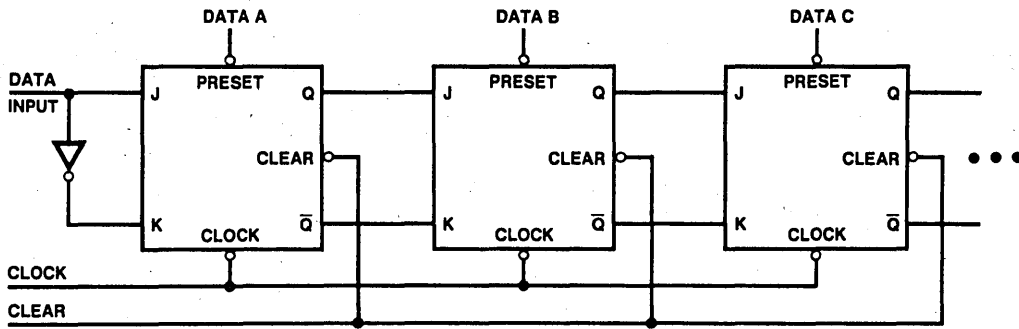 DATA A
DATA B
DATA C
DATA
INPUT
J
PRESET
Q
CLEAR
K
CLOCK
Q̅
J
PRESET
Q
CLEAR
K
CLOCK
Q̅
J
PRESET
Q
CLEAR
K
CLOCK
Q̅
CLOCK
CLEAR